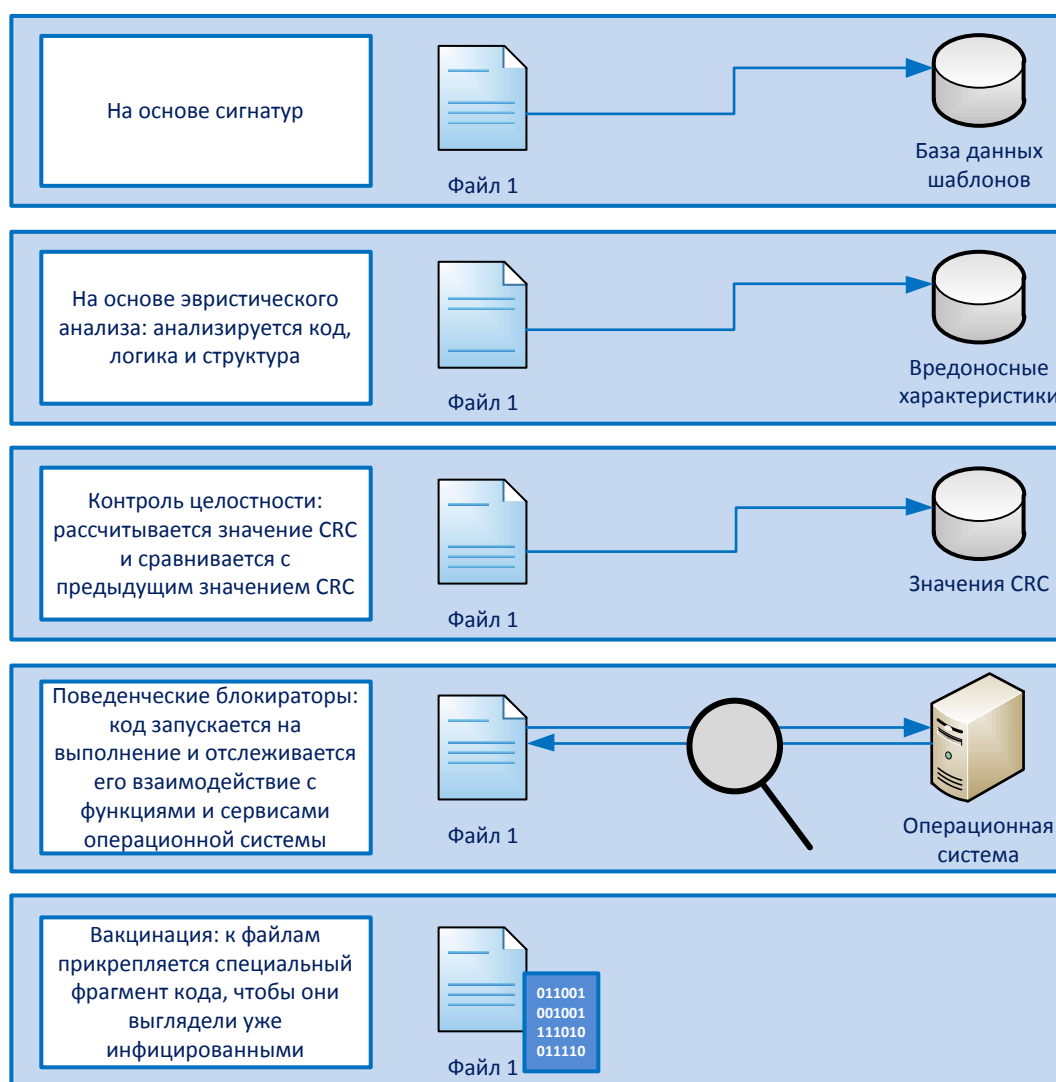 На основе сигнатур
Файл 1
База данных
шаблонов
На основе эвристического
анализа: анализируется код,
логика и структура
Файл 1
Вредоносные
характеристики
Контроль целостности:
рассчитывается значение CRC
и сравнивается с
предыдущим значением CRC
Файл 1
Значения CRC
Поведенческие блокираторы:
код запускается на
выполнение и отслеживается
его взаимодействие с
функциями и сервисами
операционной системы
Файл 1
Операционная
система
Вакцинация: к файлам
прикрепляется специальный
фрагмент кода, чтобы они
выглядели уже
инфицированными
Файл 1
011001
001001
111010
011110